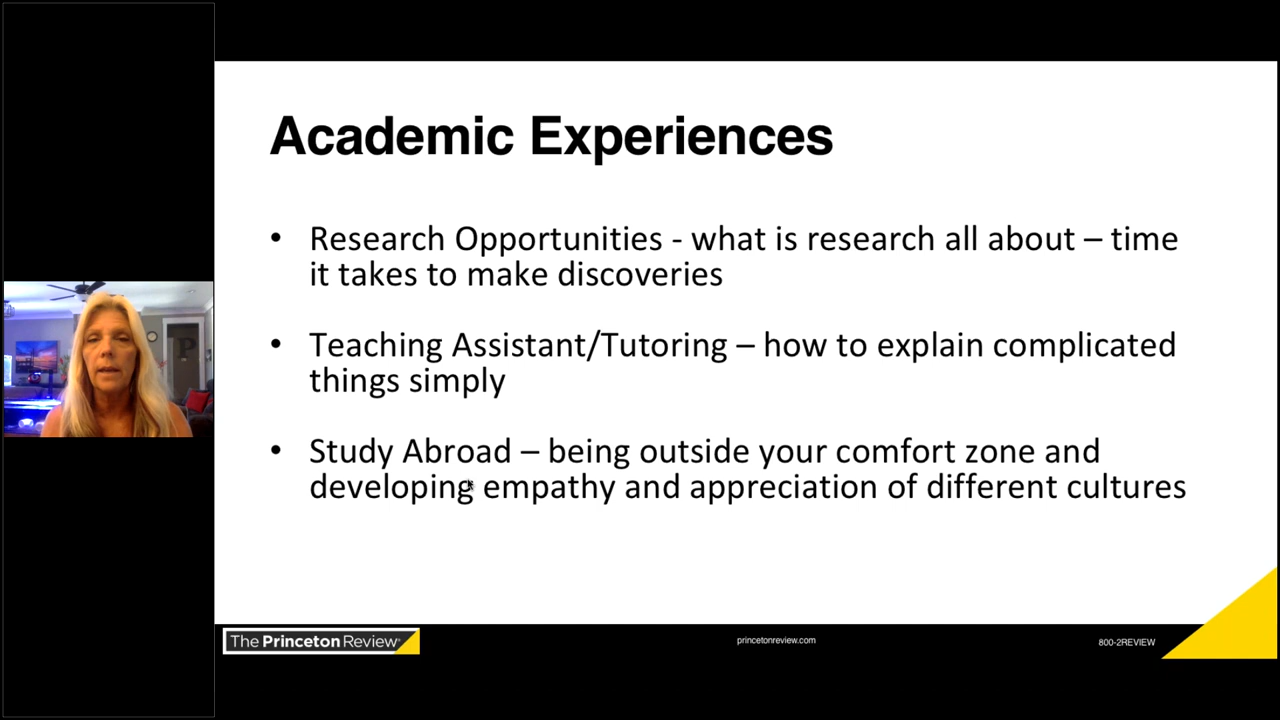 Academic Experiences
• Research Opportunities - what is research all about – time
it takes to make discoveries
• Teaching Assistant/Tutoring – how to explain complicated
things simply
• Study Abroad – being outside your comfort zone and
developing empathy and appreciation of different cultures
P
The Princeton Review®
princetonreview.com
800-2REVIEW